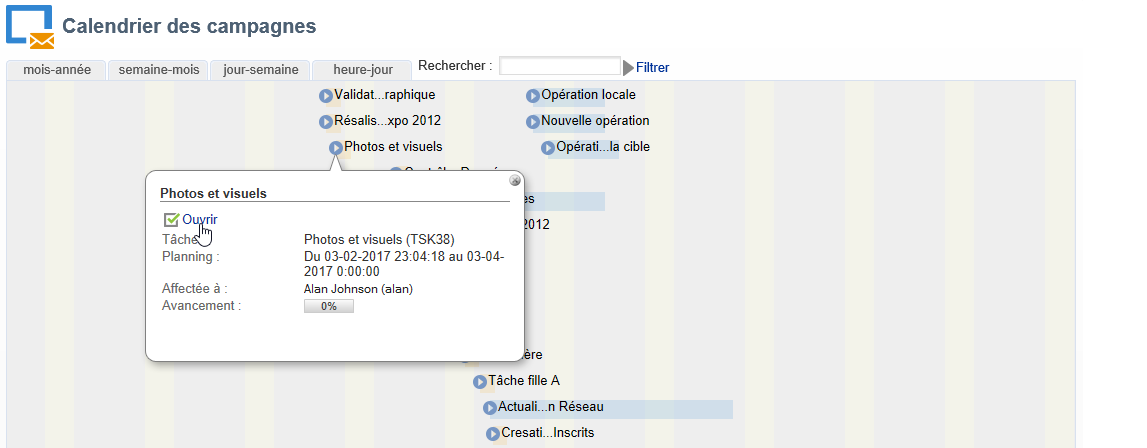 Calendrier des campagnes
mois-année semaine-mois jour-semaine heure-jour Rechercher : Filtrer
Validat...raphique Opération locale
Résalis...xpo 2012 Nouvelle opération
Photos et visuels Opérati...la cible
Photos et visuels
Ouvrir
Tâche
Photos et visuels (TSK38)
Planning : Du 03-02-2017 23:04:18 au 03-04-
2017 0:00:00
Affectée à : Alan Johnson (alan)
Avancement : 0%
es
2012
ère
Tâche fille A
Actuali...n Réseau
Cresati...Inscrits